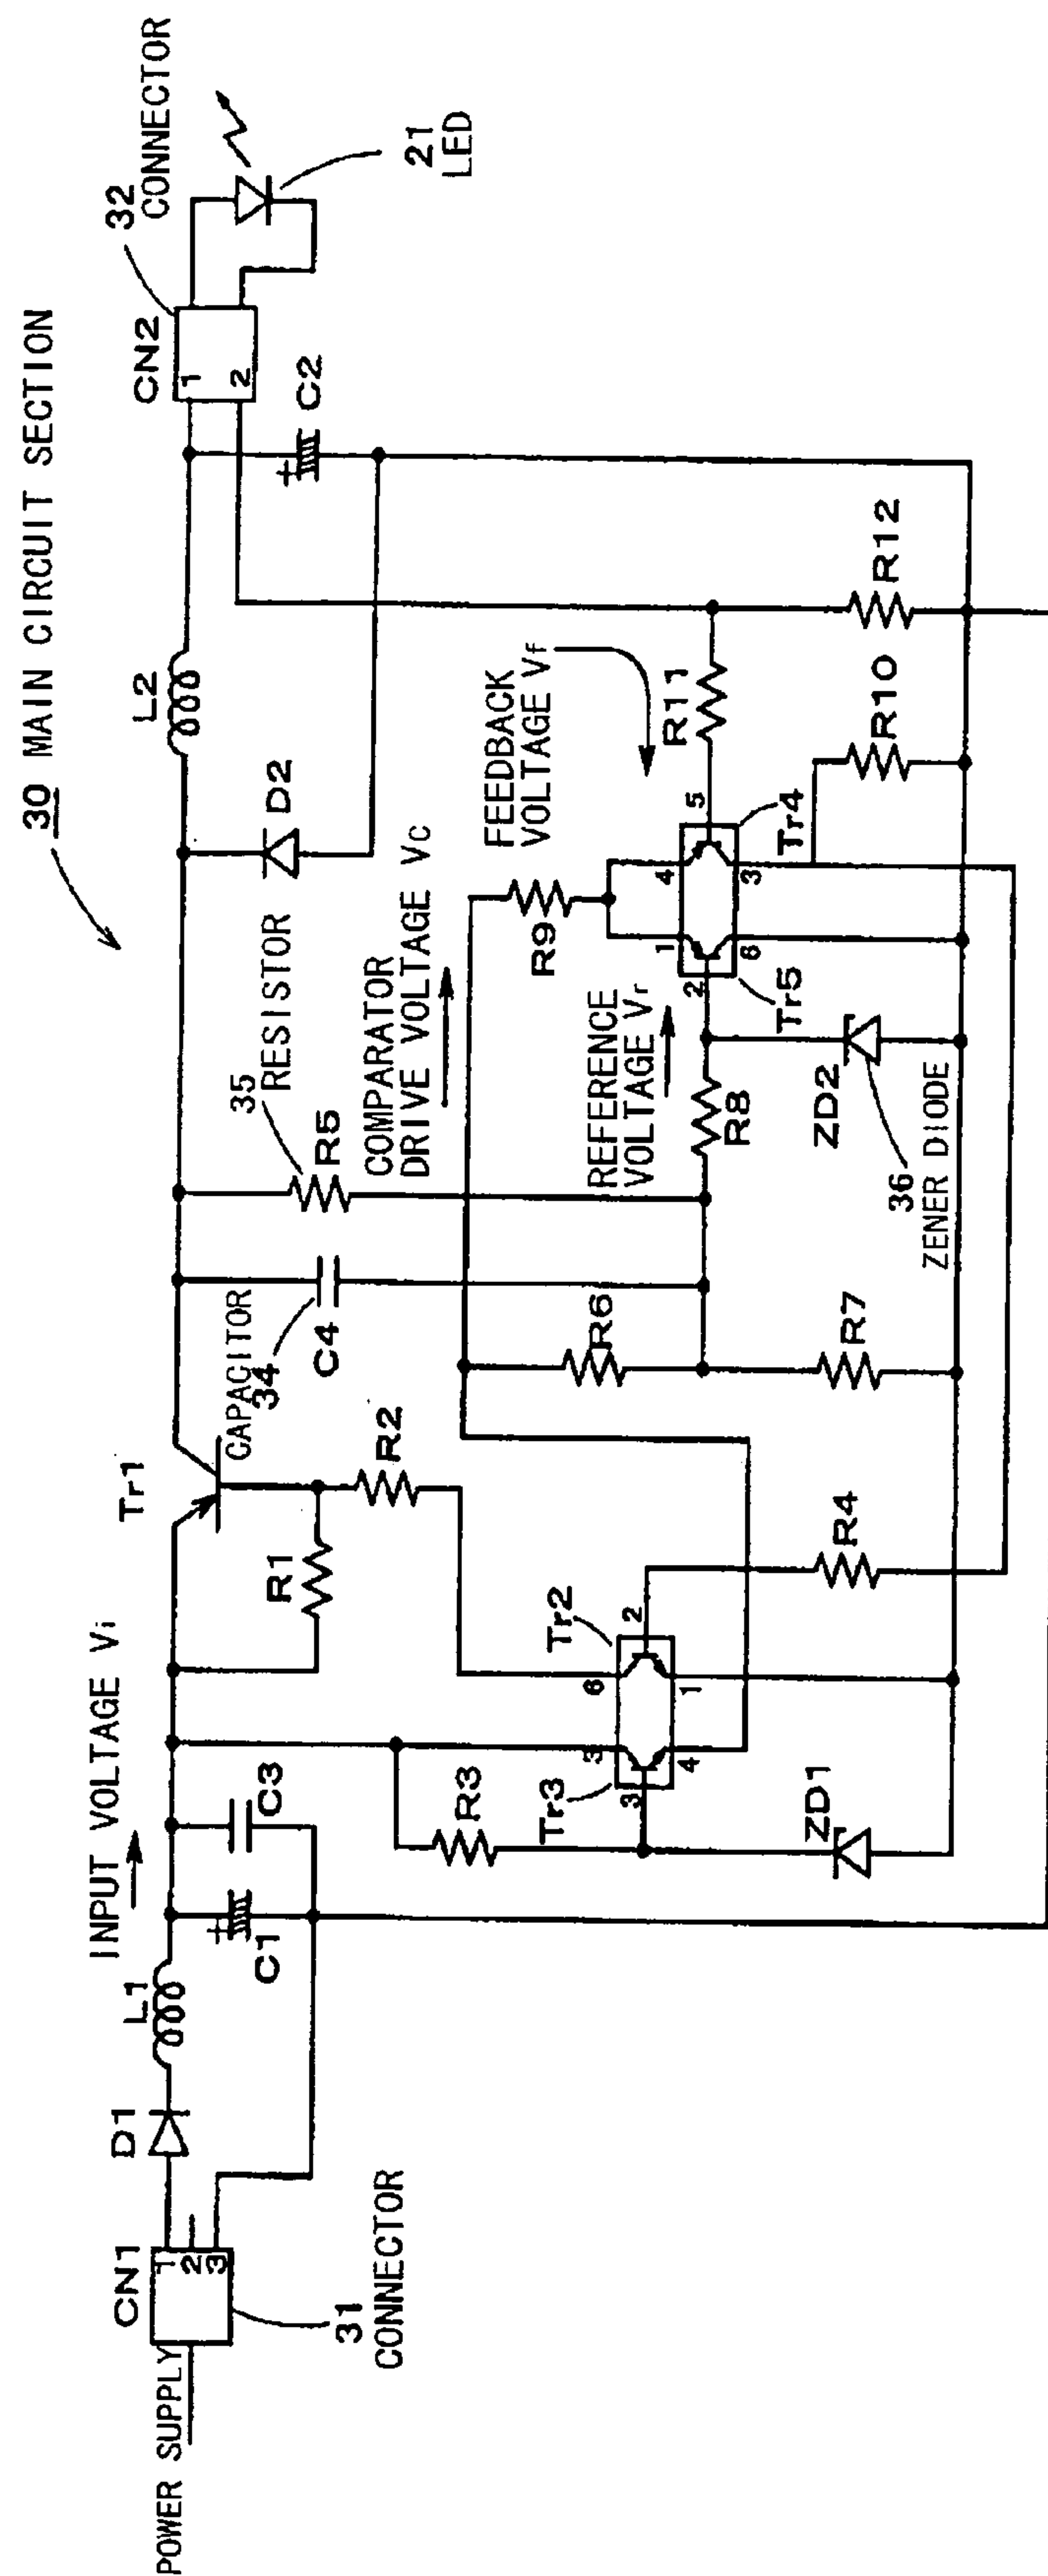 30 MAIN CIRCUIT SECTION
POWER SUPPLY
CN1
1
2
3
31
CONNECTOR
D1
L1
INPUT VOLTAGE Vi
C1
C3
R3
Tr3
3
3
4
ZD1
Tr2
6
2
1
R1
Tr1
R2
R4
CAPACITOR
34
C4
R6
R7
35
RESISTOR
R5
COMPARATOR
DRIVE VOLTAGE Vc
REFERENCE
VOLTAGE Vr
R8
ZD2
36
ZENER DIODE
D2
L2
R9
1
4
2
5
6
3
Tr5
Tr4
FEEDBACK
VOLTAGE Vf
R11
R10
R12
C2
CN2
1
2
32
CONNECTOR
21
LED